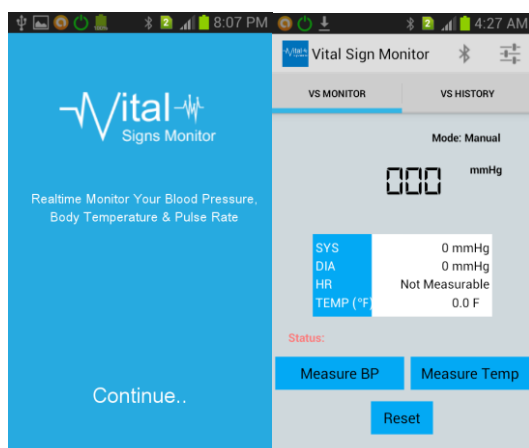 8:07 PM
Vital
Signs Monitor
Realtime Monitor Your Blood Pressure,
Body Temperature & Pulse Rate
Continue..
2 4:27 AM
Vital Sign Monitor
VS MONITOR VS HISTORY
Mode: Manual
000 mmHg
SYS 0 mmHg
DIA 0 mmHg
HR Not Measurable
TEMP (°F) 0.0 F
Status:
Measure BP Measure Temp
Reset